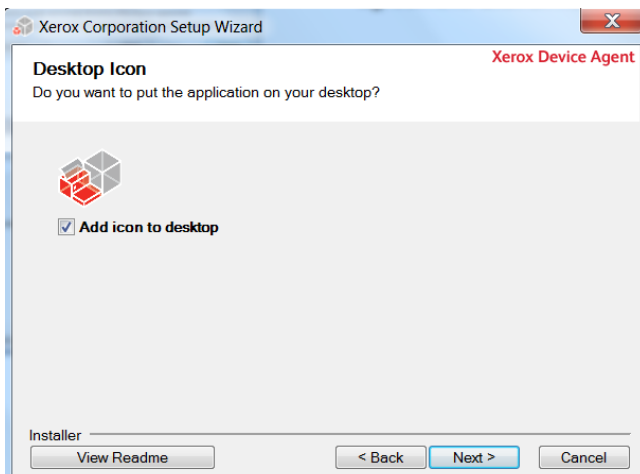 Xerox Corporation Setup Wizard
Xerox Device Agent
Desktop Icon
Do you want to put the application on your desktop?
Add icon to desktop
Installer
View Readme
< Back
Next >
Cancel